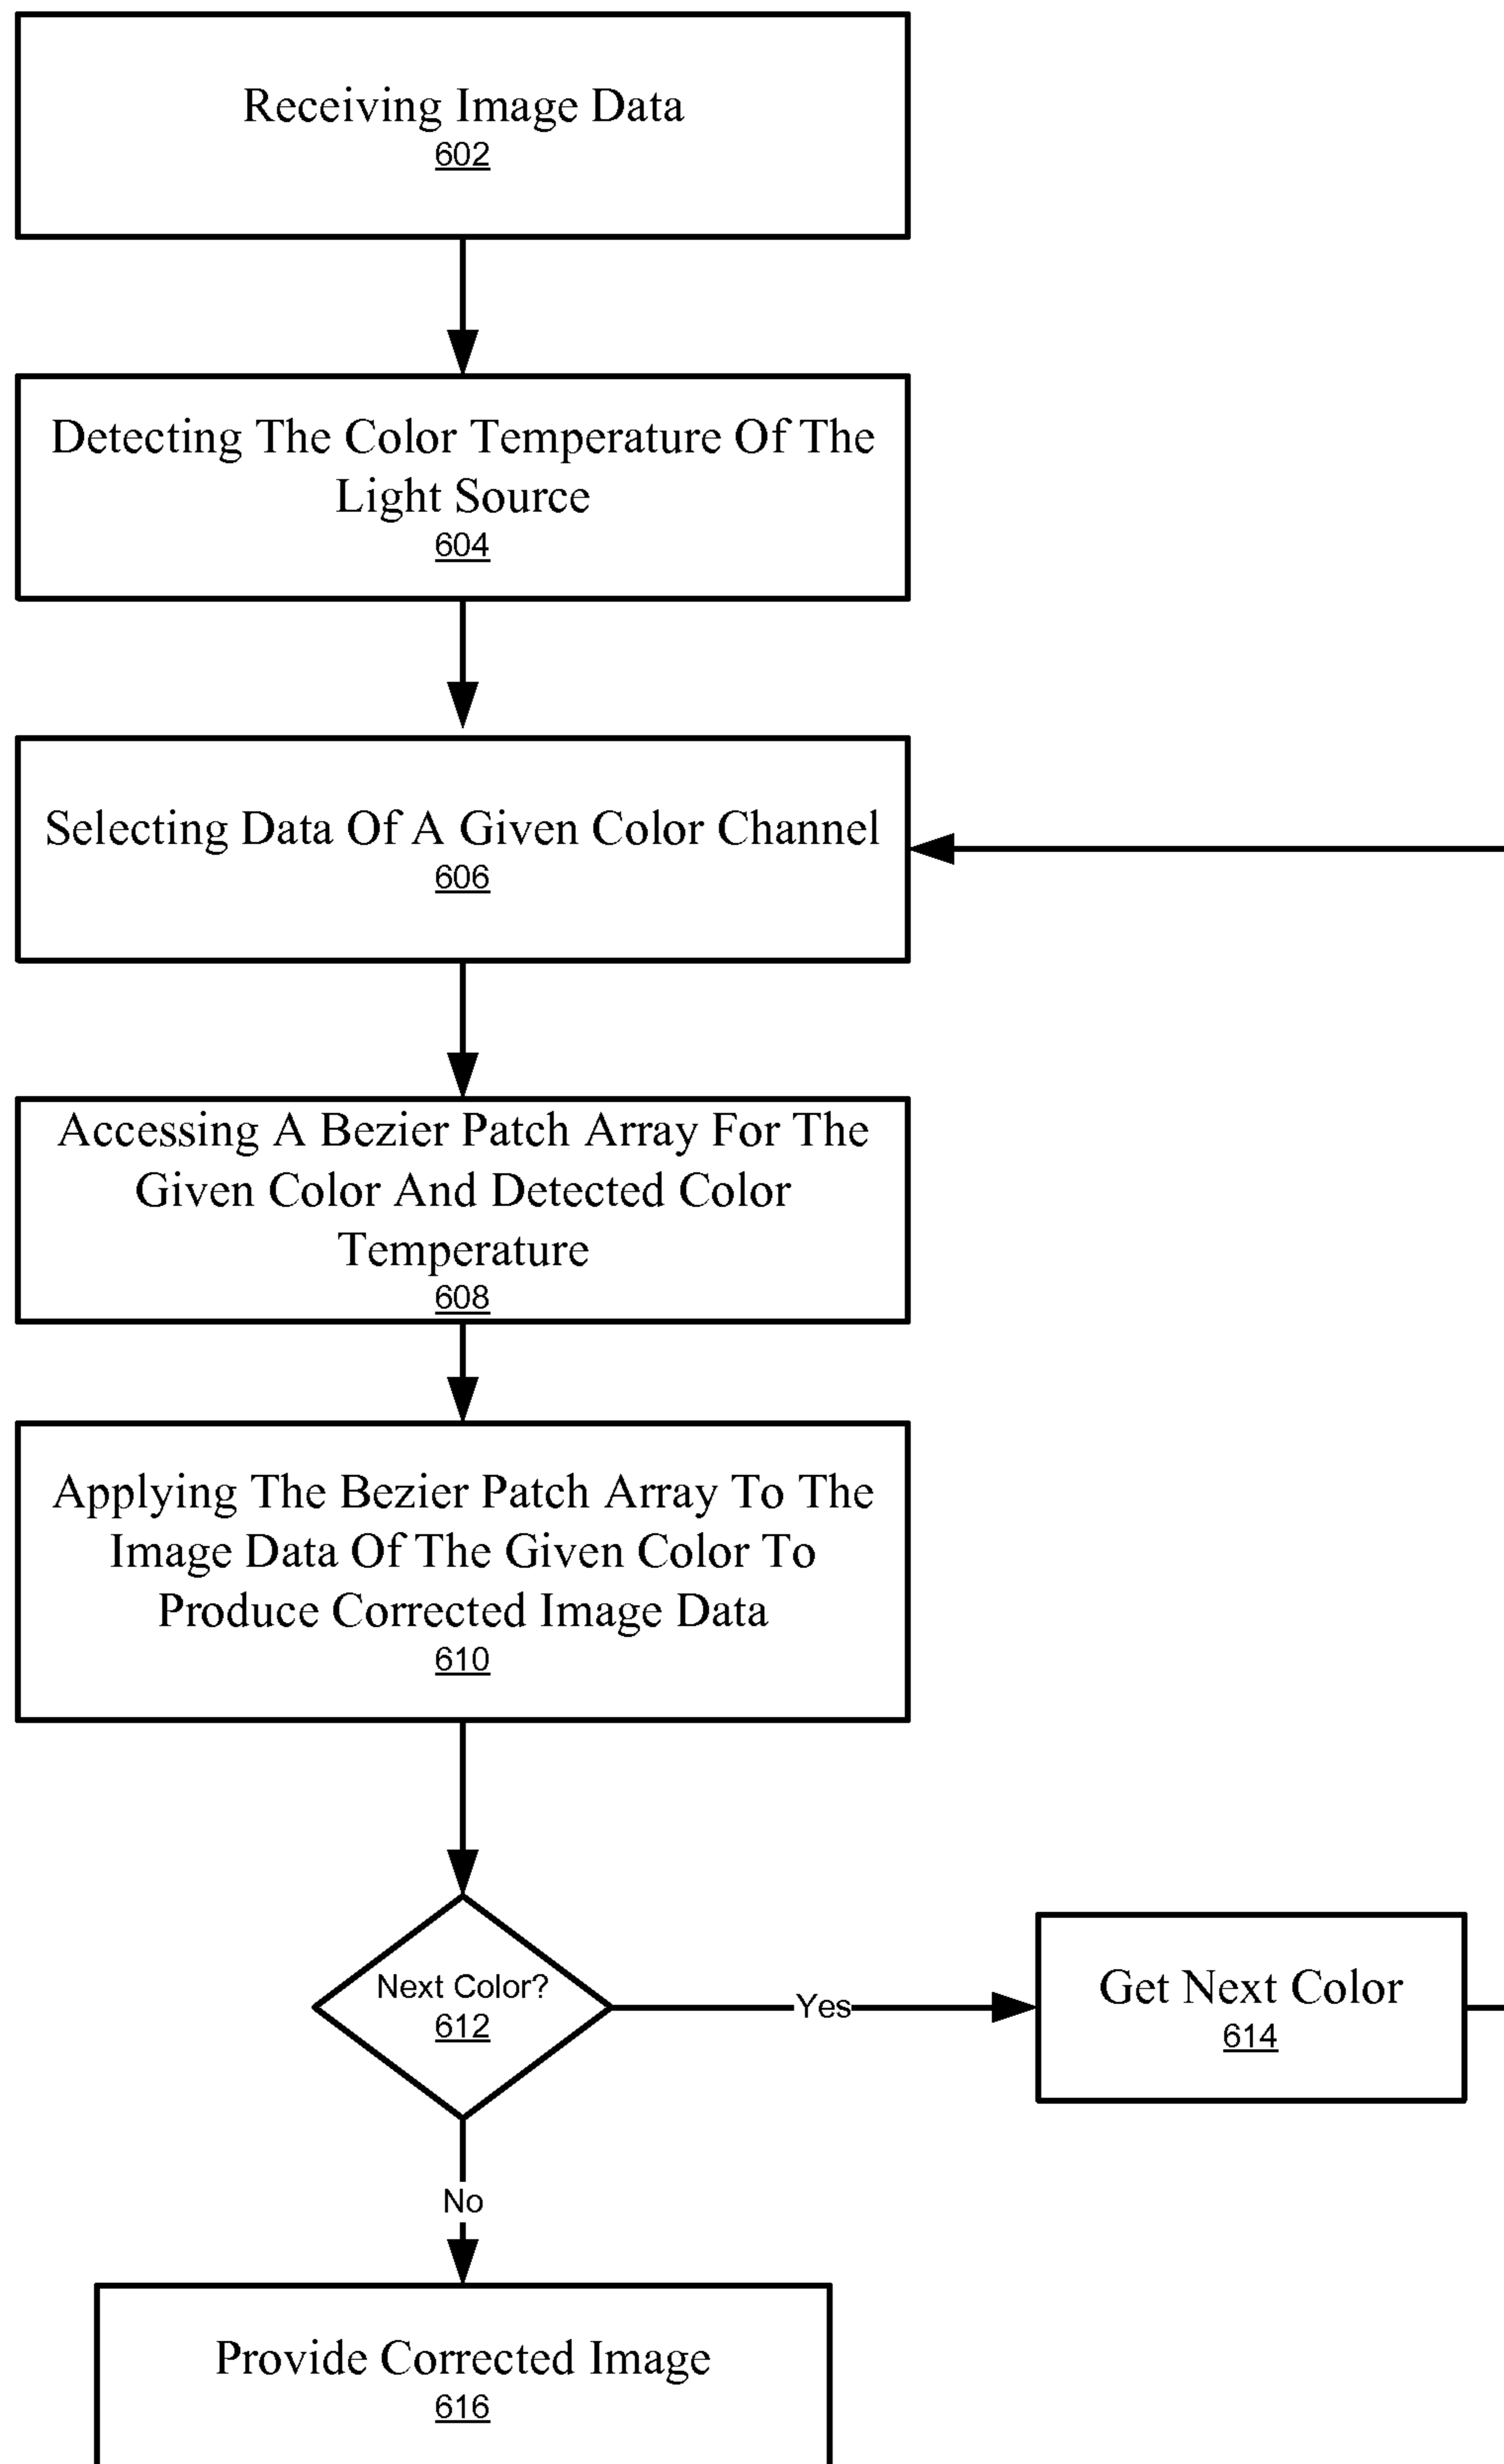 Receiving Image Data
602
Detecting The Color Temperature Of The
Light Source
604
Selecting Data Of A Given Color Channel
606
Accessing A Bezier Patch Array For The
Given Color And Detected Color
Temperature
608
Applying The Bezier Patch Array To The
Image Data Of The Given Color To
Produce Corrected Image Data
610
Next Color?
612
Yes
Get Next Color
614
No
Provide Corrected Image
616